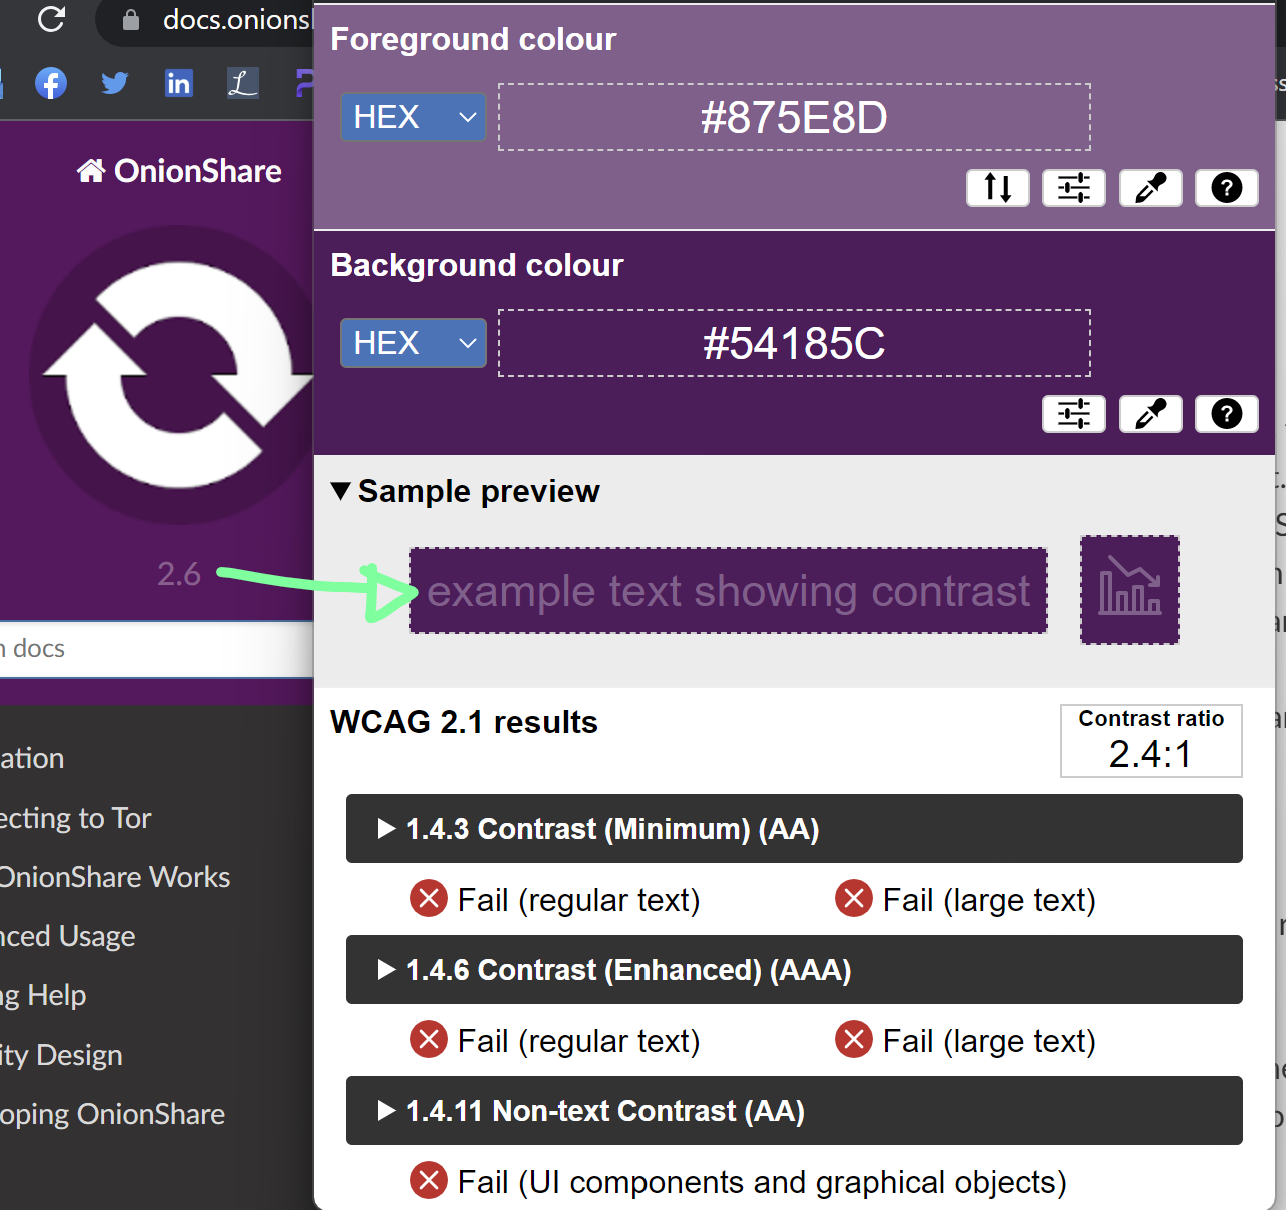 docs.onions
Foreground colour
HEX
#875E8D
OnionShare
Background colour
HEX
#54185C
Sample preview
2.6
example text showing contrast
docs
WCAG 2.1 results
Contrast ratio
2.4:1
ation
ecting to Tor
OnionShare Works
nced Usage
ng Help
ity Design
oping OnionShare
1.4.3 Contrast (Minimum) (AA)
Fail (regular text)
Fail (large text)
1.4.6 Contrast (Enhanced) (AAA)
Fail (regular text)
Fail (large text)
1.4.11 Non-text Contrast (AA)
Fail (UI components and graphical objects)